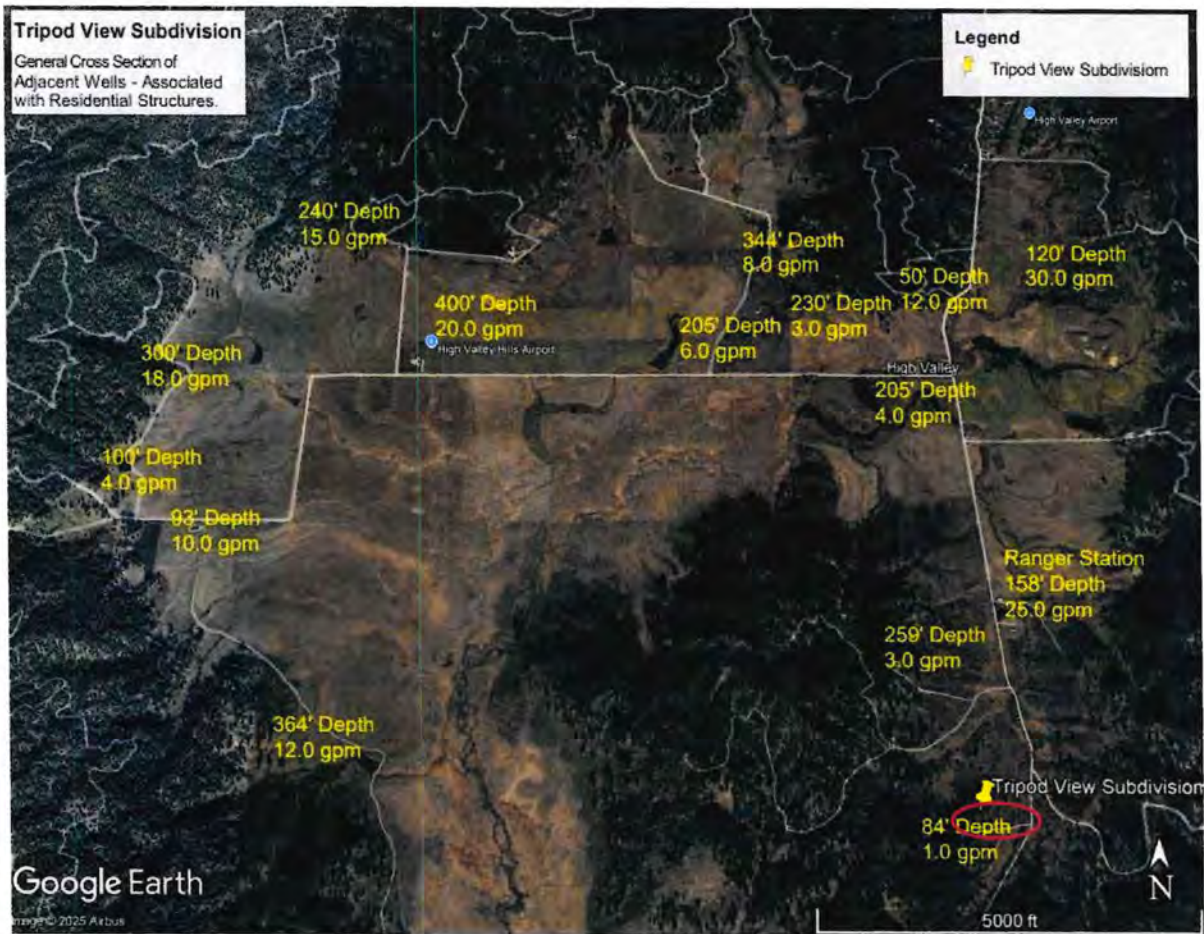 Tripod View Subdivision
General Cross Section of
Adjacent Wells - Associated
with Residential Structures.
Legend
Tripod View Subdivisiom
High Valley Airport
240' Depth
15.0 gpm
344' Depth
8.0 gpm
120' Depth
30.0 gpm
50' Depth
12.0 gpm
400' Depth
20.0 gpm
230' Depth
3.0 gpm
205' Depth
6.0 gpm
High Valley Hills Airport
300' Depth
18.0 gpm
High Valley
205' Depth
4.0 gpm
100' Depth
4.0 gpm
93' Depth
10.0 gpm
Ranger Station
158' Depth
25.0 gpm
259' Depth
3.0 gpm
364' Depth
12.0 gpm
Tripod View Subdivision
84' Depth
1.0 gpm
Google Earth
Image © 2025 Airbus
N
5000 ft